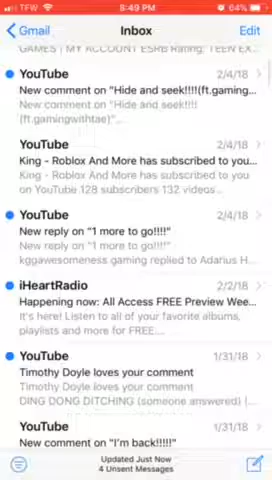 TFW 8:49 PM 64%
Gmail Inbox Edit
GAMES | MY ACCOUNT ESRB Rating: TEEN EX...
YouTube 2/4/18
New comment on "Hide and seek!!!!(ft.gaming...
New comment on "Hide and seek!!!!
(ft.gamingwithtae)"
YouTube 2/4/18
King - Roblox And More has subscribed to you...
King - Roblox And More has subscribed to you
on YouTube 128 subscribers 132 videos...
YouTube 2/4/18
New reply on "1 more to go!!!!"
New reply on "1 more to go!!!!"
kggawesomeness gaming replied to Adarius H...
iHeartRadio 2/2/18
Happening now: All Access FREE Preview Wee...
It's here! Listen to all of your favorite albums,
playlists and more for FREE....
YouTube 1/31/18
Timothy Doyle loves your comment
Timothy Doyle loves your comment
DING DONG DITCHING (someone answered) |...
YouTube 1/31/18
New comment on "I'm back!!!!!"
Updated Just Now
4 Unsent Messages